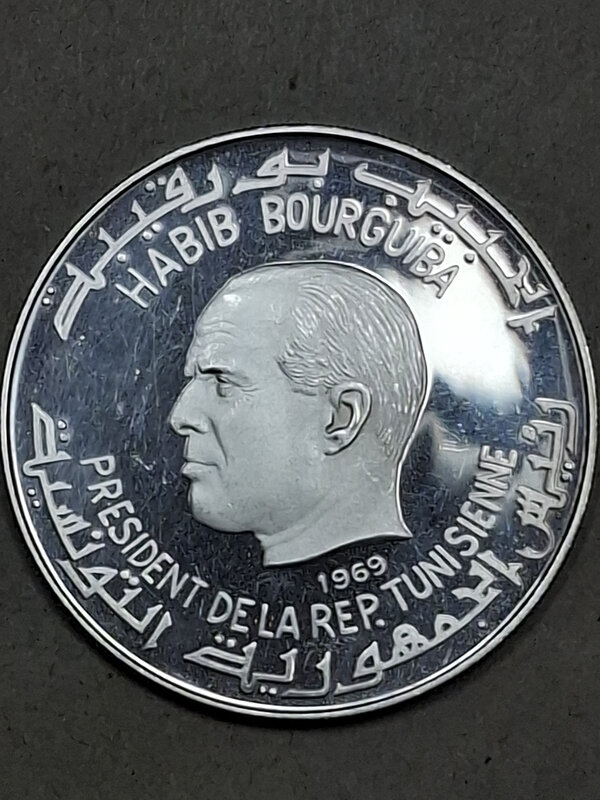 الحبيب بورقيبة
HABIB BOURGUIBA
1969
PRESIDENT DE LA REP. TUNISIENNE
رئيس الجمهورية التونسية